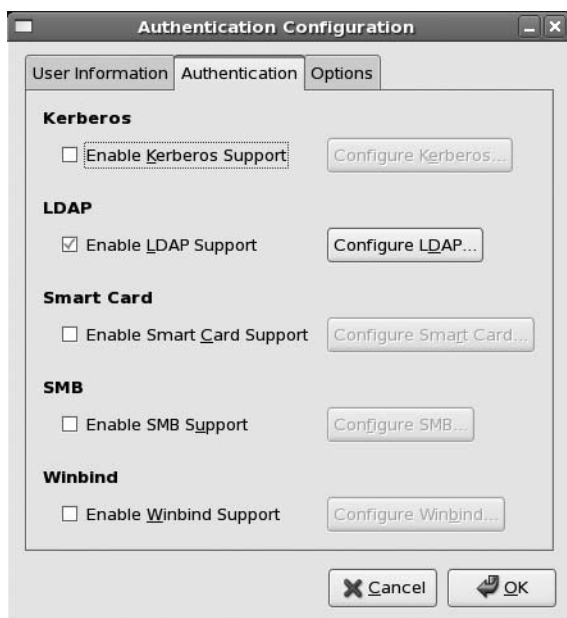 Authentication Configuration
User Information Authentication Options
Kerberos
Enable Kerberos Support Configure Kerberos...
LDAP
Enable LDAP Support Configure LDAP...
Smart Card
Enable Smart Card Support Configure Smart Card...
SMB
Enable SMB Support Configure SMB...
Winbind
Enable Winbind Support Configure Winbind...
Cancel OK